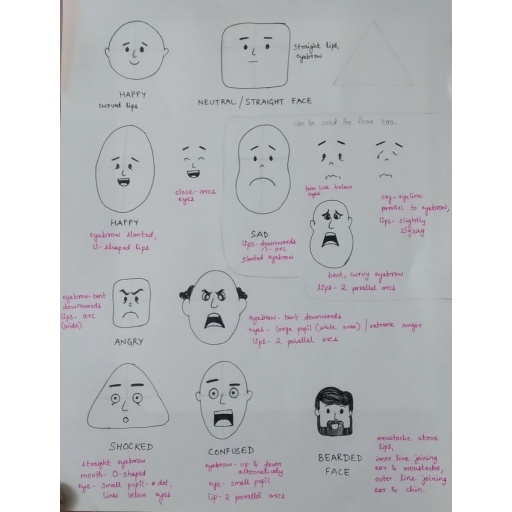 HAPPY
curved lips
straight lips,
eyebrow
NEUTRAL/STRAIGHT FACE
can be used for fear too.
HAPPY
eyebrow slanted,
U-shaped lips
close-arcs
eyes
SAD
lips-downwards
n-arc
slanted eyebrow
tear line below
eyes
cry-eyeline
parallel to eyebrow,
lips-slightly
zigzag
bent, curvy eyebrow
lips-2 parallel arcs
eyebrow-bent
downwards
lips-arc
(wide)
ANGRY
eyebrow-bent downwards
eyes-large pupil (white area)/extreme anger
lips-2 parallel arcs
SHOCKED
straight eyebrow
mouth-O-shaped
eye-small pupil-dot,
lines below eyes
CONFUSED
eyebrow-up & down
alternatively
eye-small pupil
lip-2 parallel arcs
BEARDED
FACE
moustache above
lips,
inner line joining
ear & moustache,
outer line joining
ear & chin.